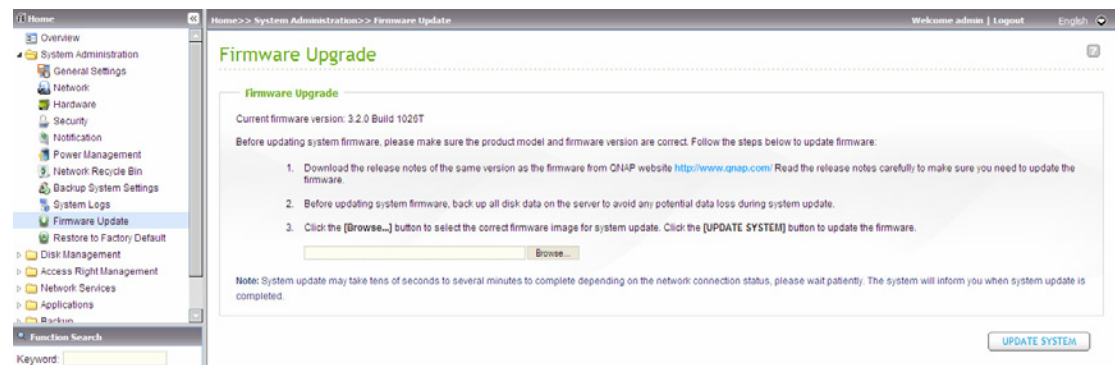 Home
Home>> System Administration>> Firmware Update
Welcome admin | Logout
English
Overview
System Administration
General Settings
Network
Hardware
Security
Notification
Power Management
Network Recycle Bin
Backup System Settings
System Logs
Firmware Update
Restore to Factory Default
Disk Management
Access Right Management
Network Services
Applications
Backup
Function Search
Keyword:
Firmware Upgrade
Firmware Upgrade
Current firmware version: 3.2.0 Build 1026T
Before updating system firmware, please make sure the product model and firmware version are correct. Follow the steps below to update firmware:
1. Download the release notes of the same version as the firmware from QNAP website http://www.qnap.com/ Read the release notes carefully to make sure you need to update the
firmware.
2. Before updating system firmware, back up all disk data on the server to avoid any potential data loss during system update.
3. Click the [Browse...] button to select the correct firmware image for system update. Click the [UPDATE SYSTEM] button to update the firmware.
Browse...
Note: System update may take tens of seconds to several minutes to complete depending on the network connection status, please wait patiently. The system will inform you when system update is
completed.
UPDATE SYSTEM